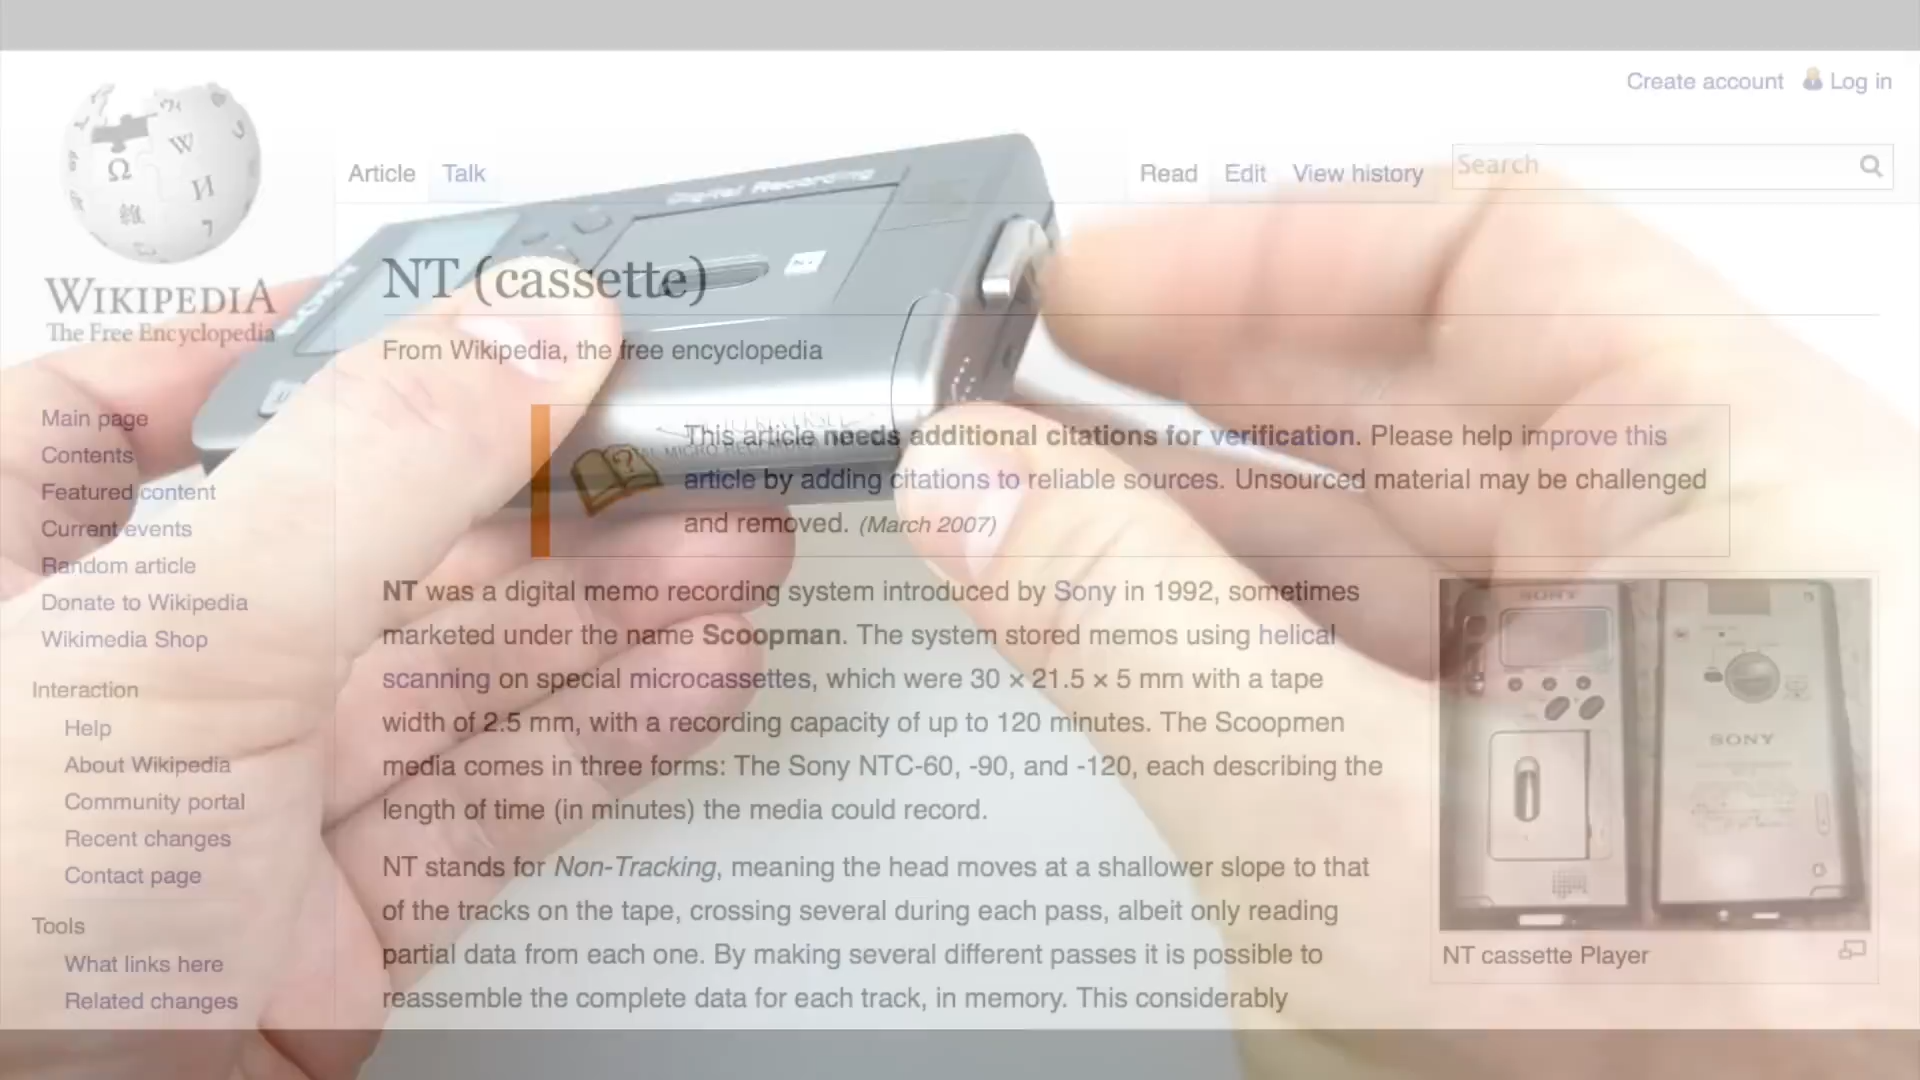 Create account Log in
Article Talk Read Edit View history Search
Digital Recording
WIKIPEDIA
The Free Encyclopedia
NT (cassette)
From Wikipedia, the free encyclopedia
This article needs additional citations for verification. Please help improve this
article by adding citations to reliable sources. Unsourced material may be challenged
and removed. (March 2007)
Main page
Contents
Featured content
Current events
Random article
Donate to Wikipedia
Wikimedia Shop
Interaction
Help
About Wikipedia
Community portal
Recent changes
Contact page
Tools
What links here
Related changes
NT was a digital memo recording system introduced by Sony in 1992, sometimes
marketed under the name Scoopman. The system stored memos using helical
scanning on special microcassettes, which were 30 × 21.5 × 5 mm with a tape
width of 2.5 mm, with a recording capacity of up to 120 minutes. The Scoopmen
media comes in three forms: The Sony NTC-60, -90, and -120, each describing the
length of time (in minutes) the media could record.
NT stands for Non-Tracking, meaning the head moves at a shallower slope to that
of the tracks on the tape, crossing several during each pass, albeit only reading
partial data from each one. By making several different passes it is possible to
reassemble the complete data for each track, in memory. This considerably
SONY
SONY
NT cassette Player